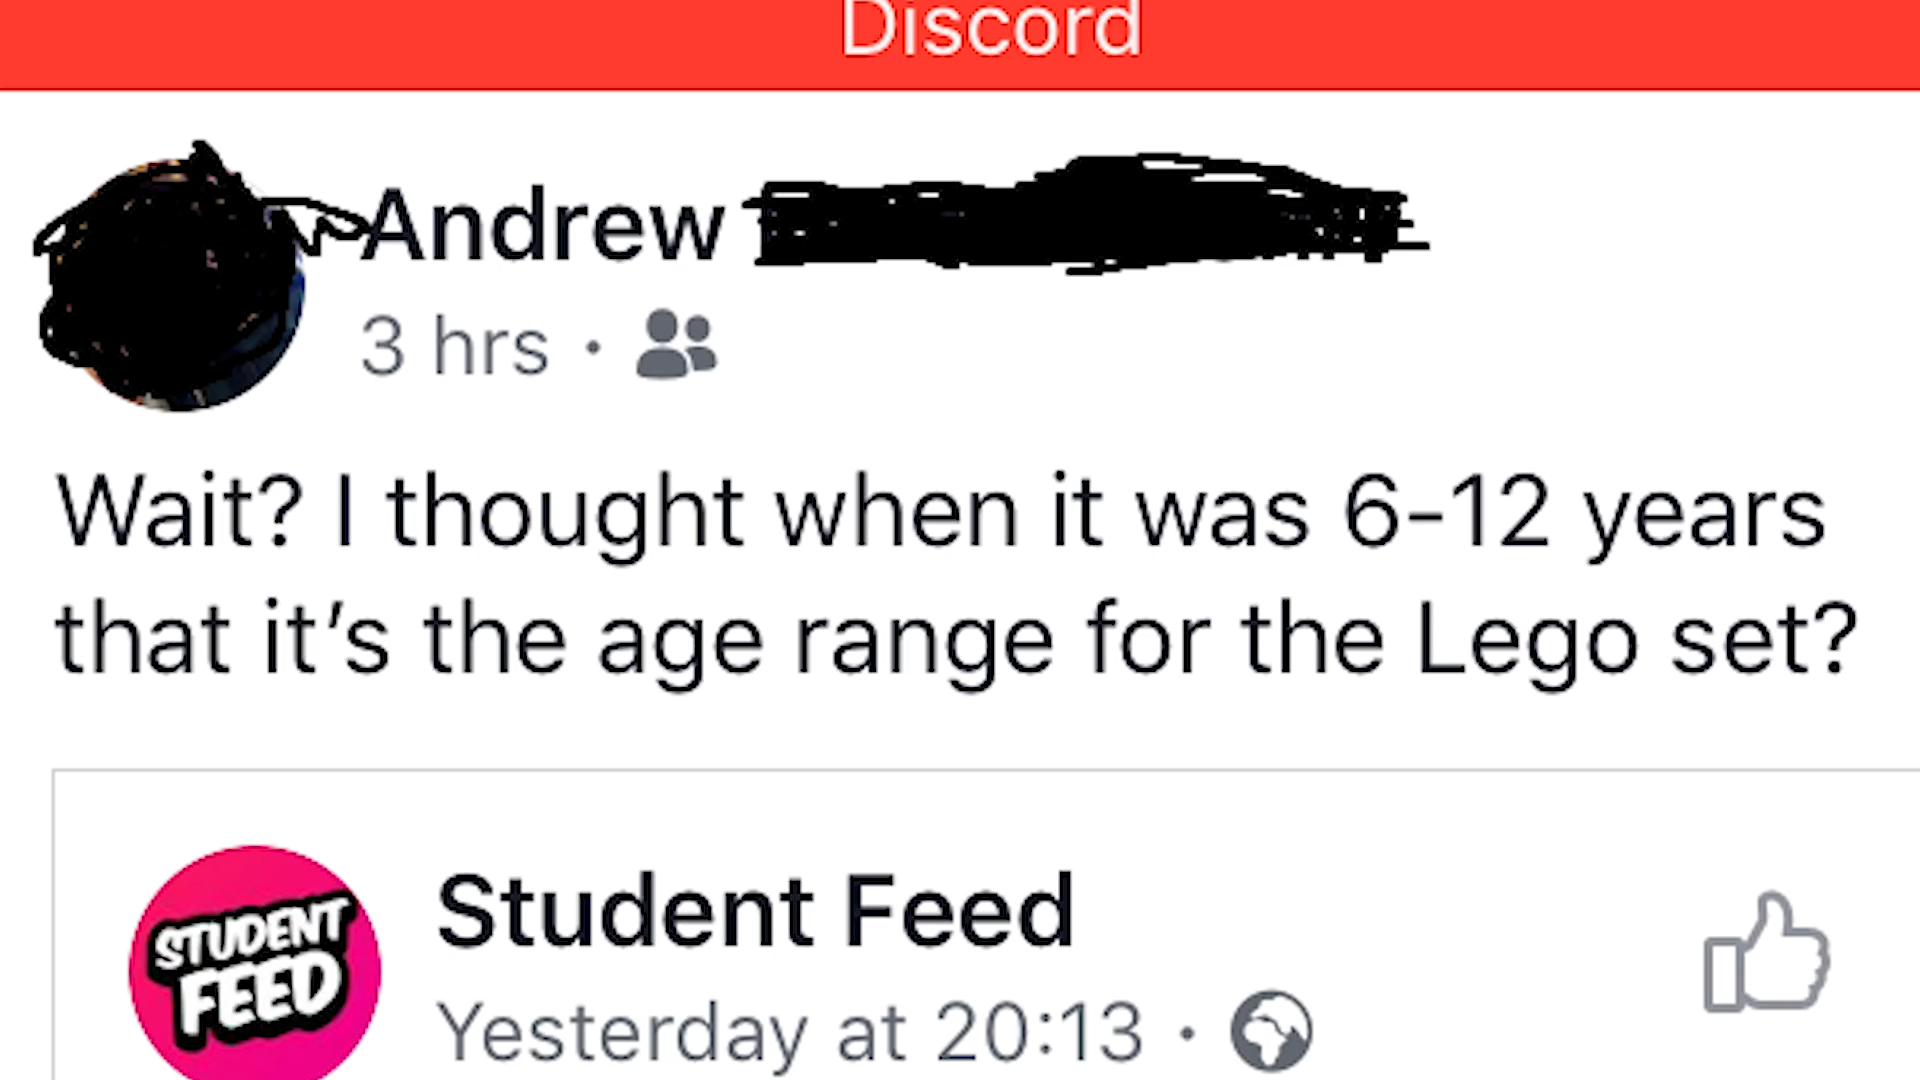 Discord
Andrew
3 hrs ·
Wait? I thought when it was 6-12 years
that it’s the age range for the Lego set?
STUDENT
FEED
Student Feed
Yesterday at 20:13 ·